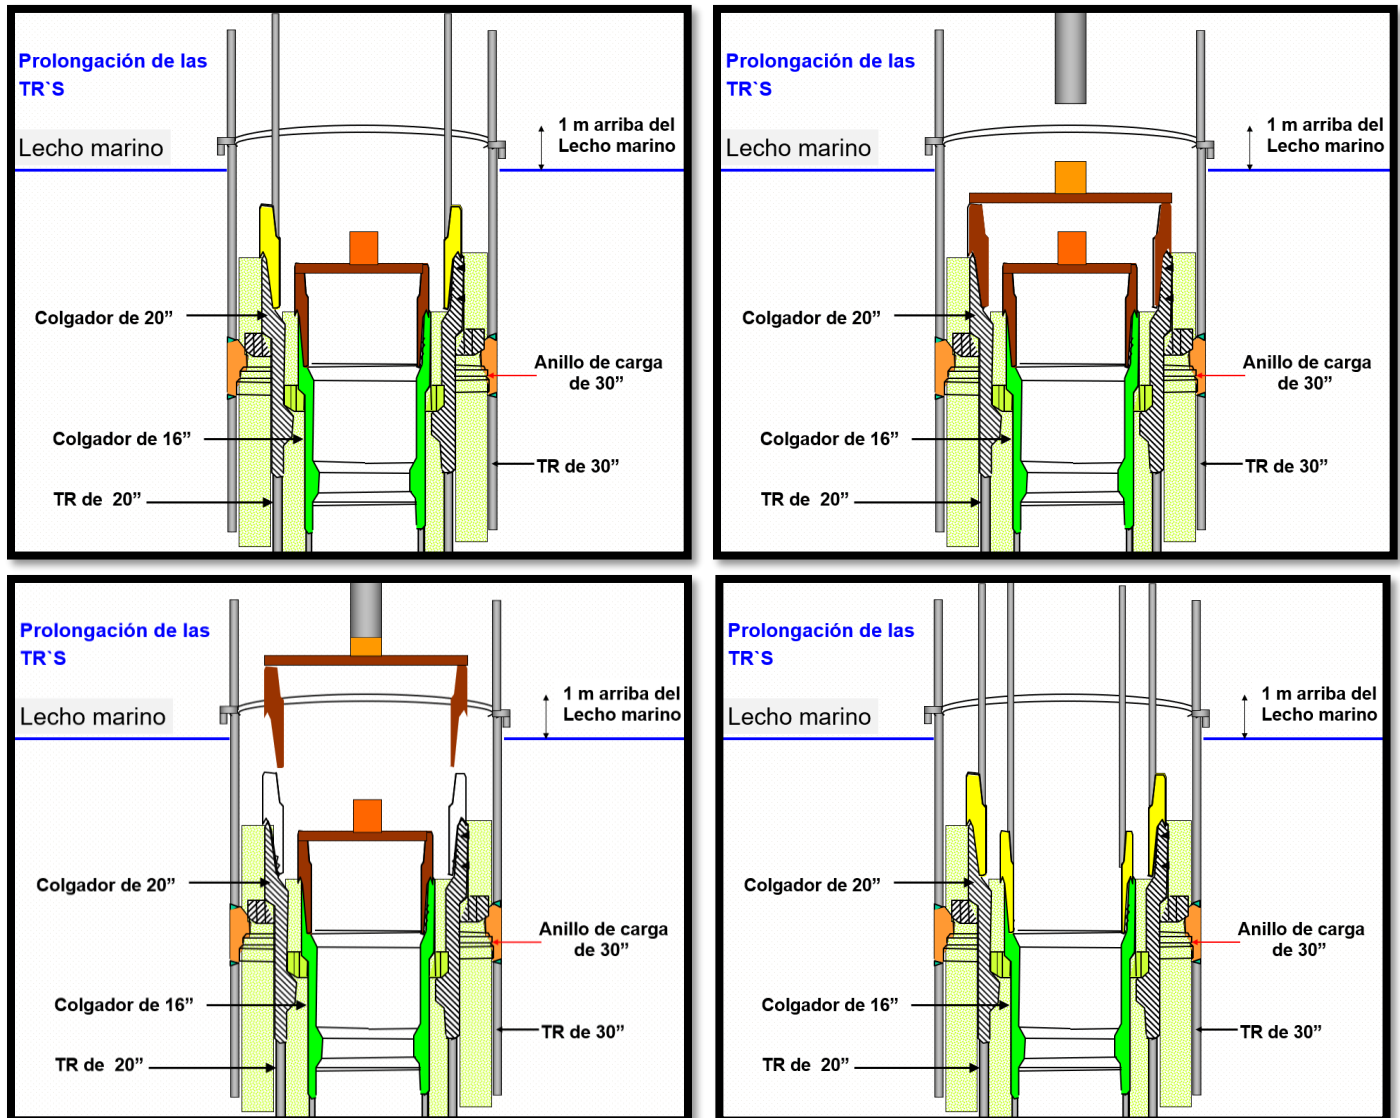 Prolongación de las
TR`S
Lecho marino
1 m arriba del
Lecho marino
Colgador de 20”
Anillo de carga
de 30”
Colgador de 16”
TR de 30”
TR de  20”
Prolongación de las
TR`S
Lecho marino
1 m arriba del
Lecho marino
Colgador de 20”
Anillo de carga
de 30”
Colgador de 16”
TR de 30”
TR de  20”
Prolongación de las
TR`S
Lecho marino
1 m arriba del
Lecho marino
Colgador de 20”
Anillo de carga
de 30”
Colgador de 16”
TR de 30”
TR de  20”
Prolongación de las
TR`S
Lecho marino
1 m arriba del
Lecho marino
Colgador de 20”
Anillo de carga
de 30”
Colgador de 16”
TR de 30”
TR de  20”